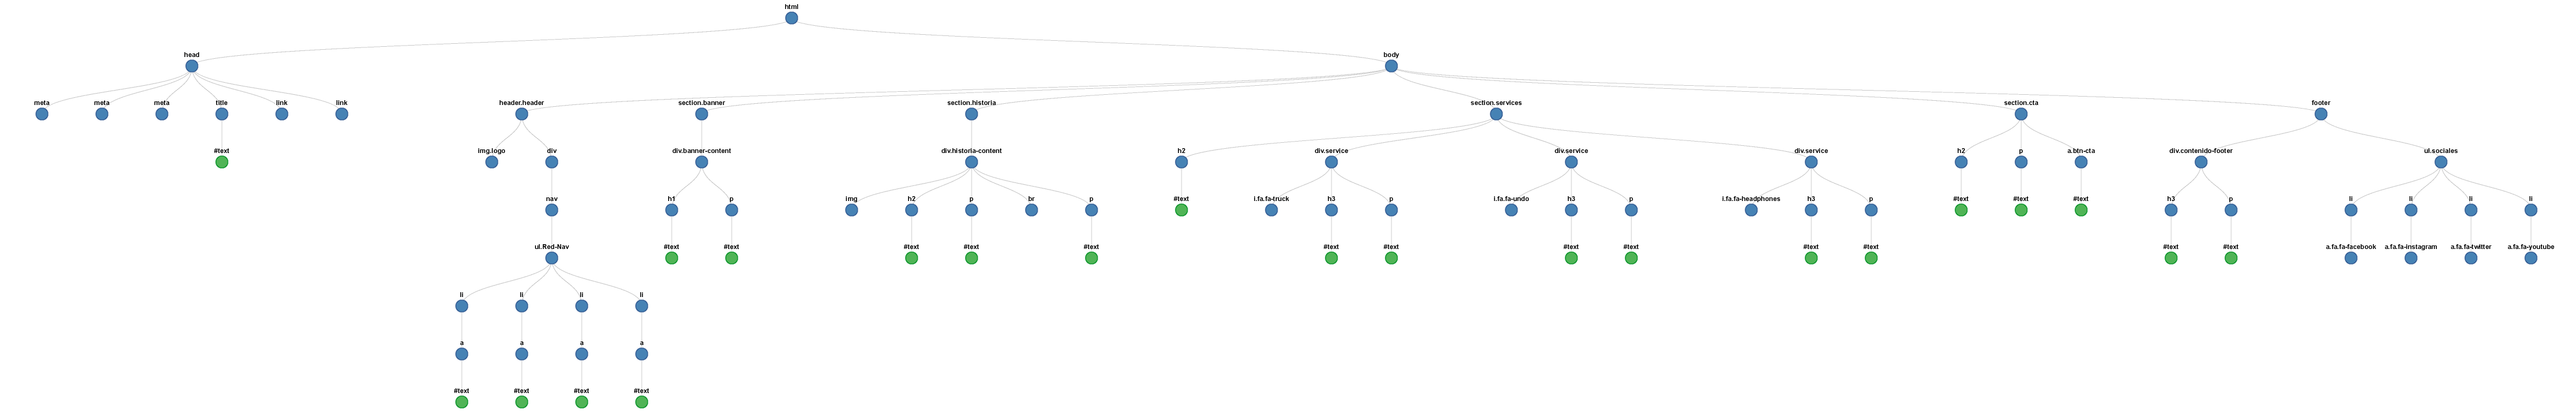 html
head body
meta meta meta title link link header.header section.banner section.historia section.services section.cta footer
#text img.logo div div.banner-content div.historia-content h2 div.service div.service div.service h2 p a.btn-cta div.contenido-footer ul.sociales
nav h1 p img h2 p br p #text i.fa.fa-truck h3 p i.fa.fa-undo h3 p i.fa.fa-headphones h3 p #text #text #text h3 p li li li li
ul.Red-Nav #text #text #text #text #text #text #text #text #text #text #text #text #text a.fa.fa-facebook a.fa.fa-instagram a.fa.fa-twitter a.fa.fa-youtube
li li li li
a a a a
#text #text #text #text